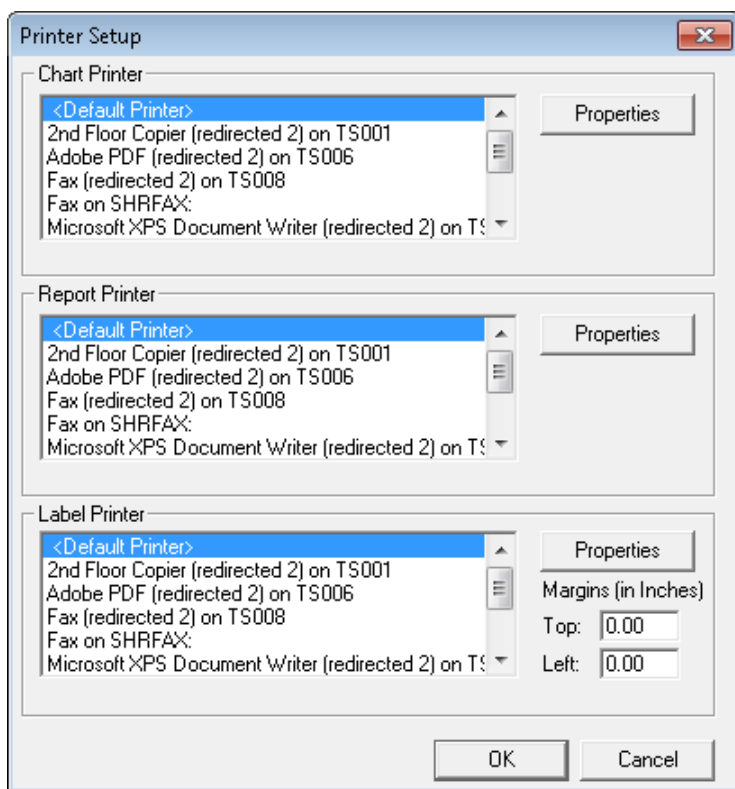 Printer Setup
Chart Printer
<Default Printer>
2nd Floor Copier (redirected 2) on TS001
Adobe PDF (redirected 2) on TS006
Fax (redirected 2) on TS008
Fax on SHRFAX:
Microsoft XPS Document Writer (redirected 2) on
Properties
Report Printer
<Default Printer>
2nd Floor Copier (redirected 2) on TS001
Adobe PDF (redirected 2) on TS006
Fax (redirected 2) on TS008
Fax on SHRFAX:
Microsoft XPS Document Writer (redirected 2) on
Properties
Label Printer
<Default Printer>
2nd Floor Copier (redirected 2) on TS001
Adobe PDF (redirected 2) on TS006
Fax (redirected 2) on TS008
Fax on SHRFAX:
Microsoft XPS Document Writer (redirected 2) on
Properties
Margins (in Inches)
Top: 0.00
Left: 0.00
OK Cancel